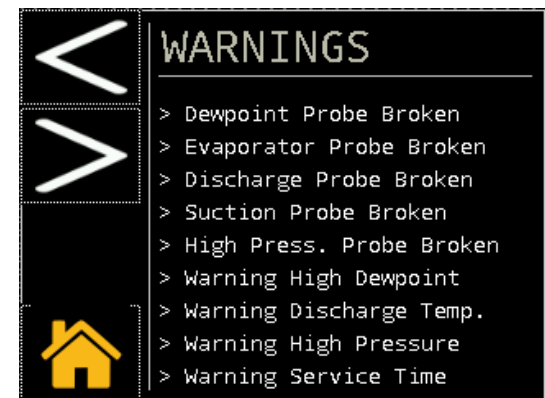 WARNINGS
> Dewpoint Probe Broken
> Evaporator Probe Broken
> Discharge Probe Broken
> Suction Probe Broken
> High Press. Probe Broken
> Warning High Dewpoint
> Warning Discharge Temp.
> Warning High Pressure
> Warning Service Time